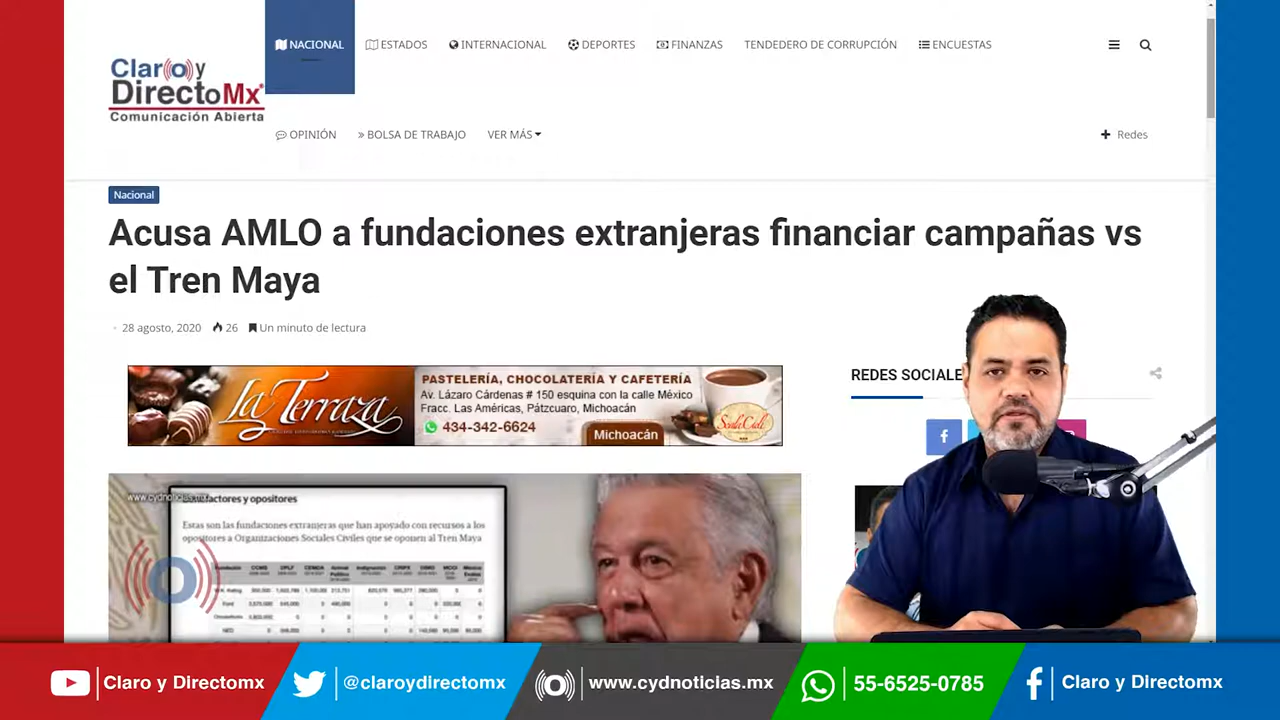 NACIONAL
ESTADOS
INTERNACIONAL
DEPORTES
FINANZAS
TENDEDERO DE CORRUPCIÓN
ENCUESTAS
Claro y
DirectoMx
Comunicación Abierta
OPINIÓN
» BOLSA DE TRABAJO
VER MÁS
+ Redes
Nacional
Acusa AMLO a fundaciones extranjeras financiar campañas vs
el Tren Maya
28 agosto, 2020 26 Un minuto de lectura
La Terraza
PASTELERÍA, CHOCOLATERÍA Y CAFETERÍA
Av. Lázaro Cárdenas # 150 esquina con la calle México
Fracc. Las Américas, Pátzcuaro, Michoacán
434-342-6624
Michoacán
REDES SOCIALE
f
www.cydnoticias.mx
y opositores
Estas son las fundaciones extranjeras que han apoyado con recursos a los
opositores a Organizaciones Sociales Civiles que se oponen al Tren Maya
Claro y Directomx
@claroydirectomx
www.cydnoticias.mx
55-6525-0785
Claro y Directomx